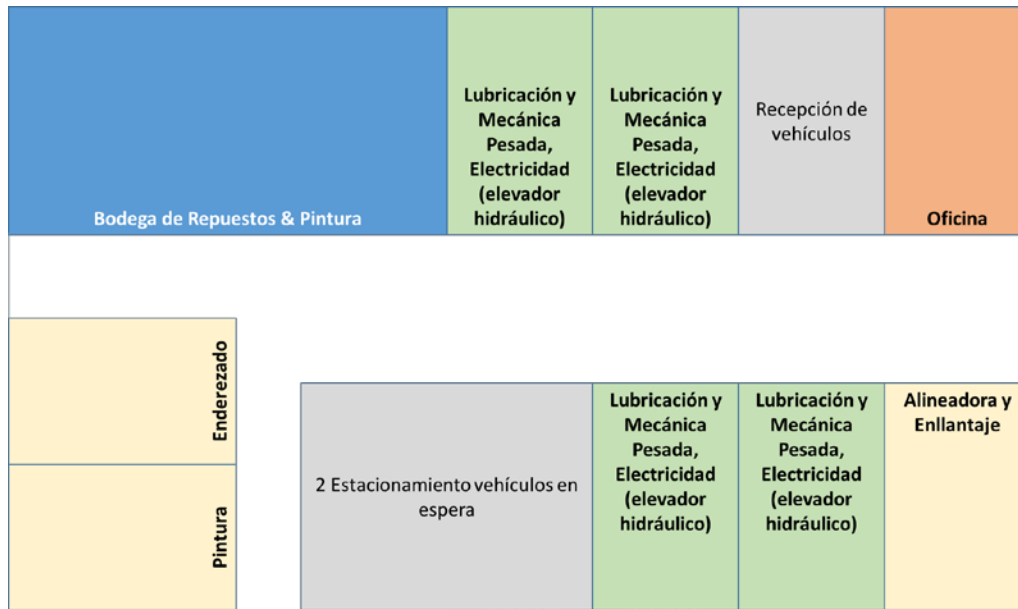 Bodega de Repuestos & Pintura
Lubricación y
Mecánica
Pesada,
Electricidad
(elevador
hidráulico)
Lubricación y
Mecánica
Pesada,
Electricidad
(elevador
hidráulico)
Recepción de
vehículos
Oficina
Enderezado
Pintura
2 Estacionamiento vehículos en
espera
Lubricación y
Mecánica
Pesada,
Electricidad
(elevador
hidráulico)
Lubricación y
Mecánica
Pesada,
Electricidad
(elevador
hidráulico)
Alineadora y
Enllantaje